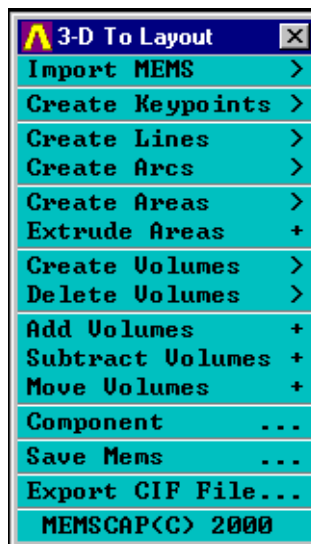 3-D To Layout
Import MEMS >
Create Keypoints >
Create Lines >
Create Arcs >
Create Areas >
Extrude Areas +
Create Volumes >
Delete Volumes >
Add Volumes +
Subtract Volumes +
Move Volumes +
Component ...
Save Mems ...
Export CIF File...
MEMSCAP(C) 2000